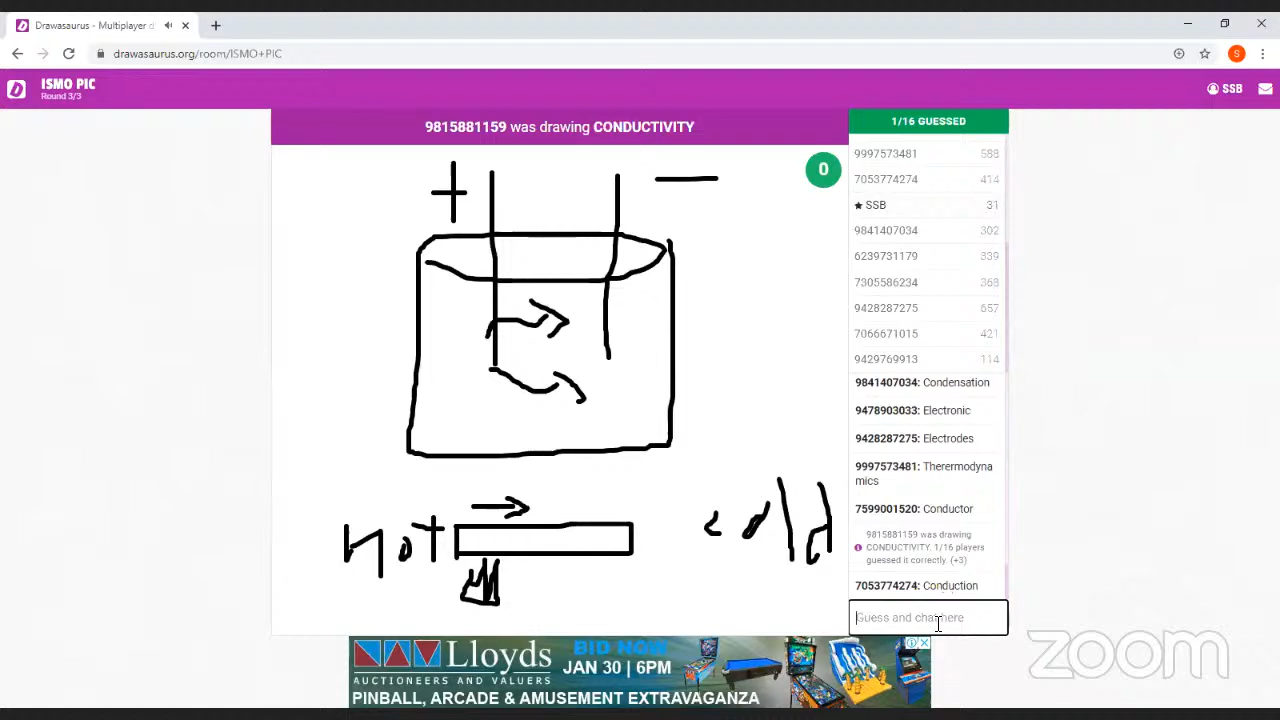 Drawasaurus - Multiplayer d
drawasaurus.org/room/ISMO+PIC
S
ISMO PIC
Round 3/3
SSB
9815881159 was drawing CONDUCTIVITY
1/16 GUESSED
0
+ —
hot
cold
9997573481 588
7053774274 414
★ SSB 31
9841407034 302
6239731179 339
7305586234 368
9428287275 657
7066671015 421
9429769913 114
9841407034: Condensation
9478903033: Electronic
9428287275: Electrodes
9997573481: Therermodyna
mics
7599001520: Conductor
9815881159 was drawing
CONDUCTIVITY. 1/16 players
guessed it correctly (+3)
7053774274: Conduction
Guess and chat here
Lloyds
AUCTIONEERS AND VALUERS
BID NOW
JAN 30 | 6PM
PINBALL, ARCADE & AMUSEMENT EXTRAVAGANZA
zoom